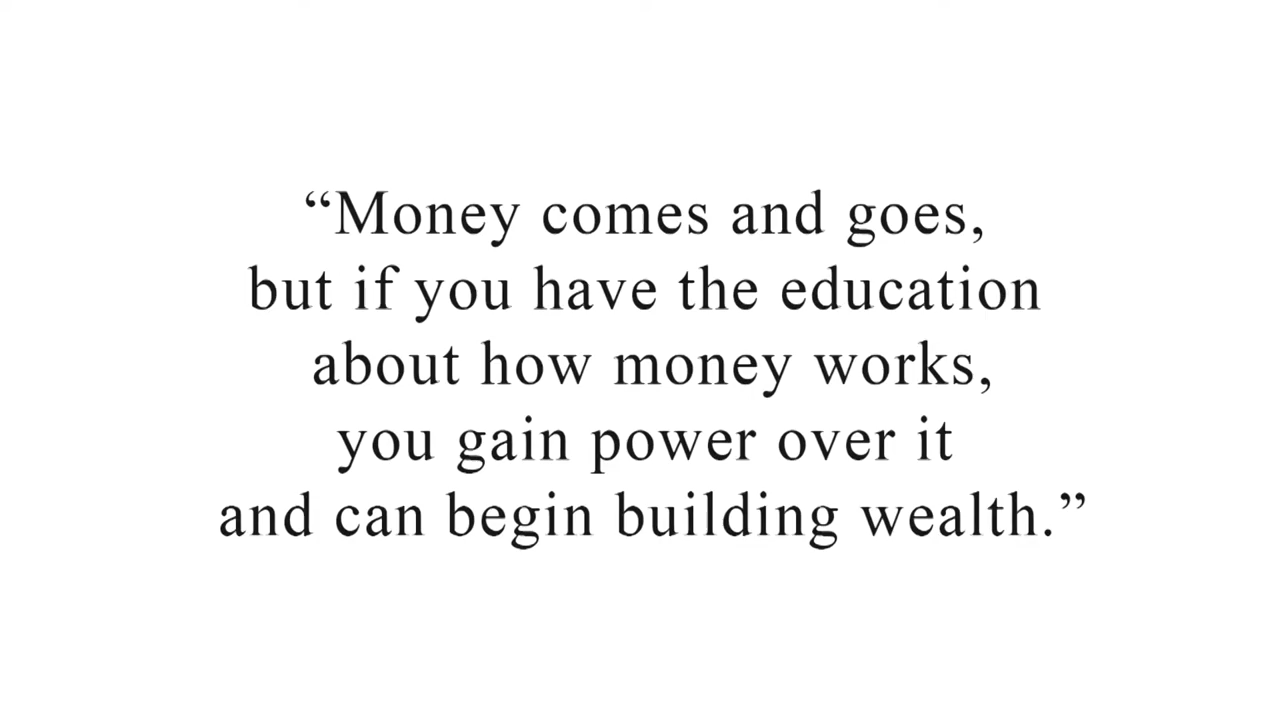 “Money comes and goes,
but if you have the education
about how money works,
you gain power over it
and can begin building wealth.”